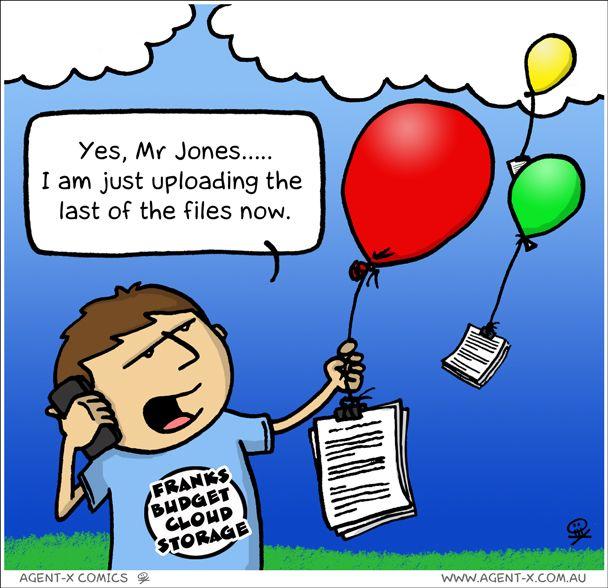 Yes, Mr Jones.....
I am just uploading the
last of the files now.
FRANKS
BUDGET
CLOUD
STORAGE
AGENT-X COMICS
WWW.AGENT-X.COM.AU